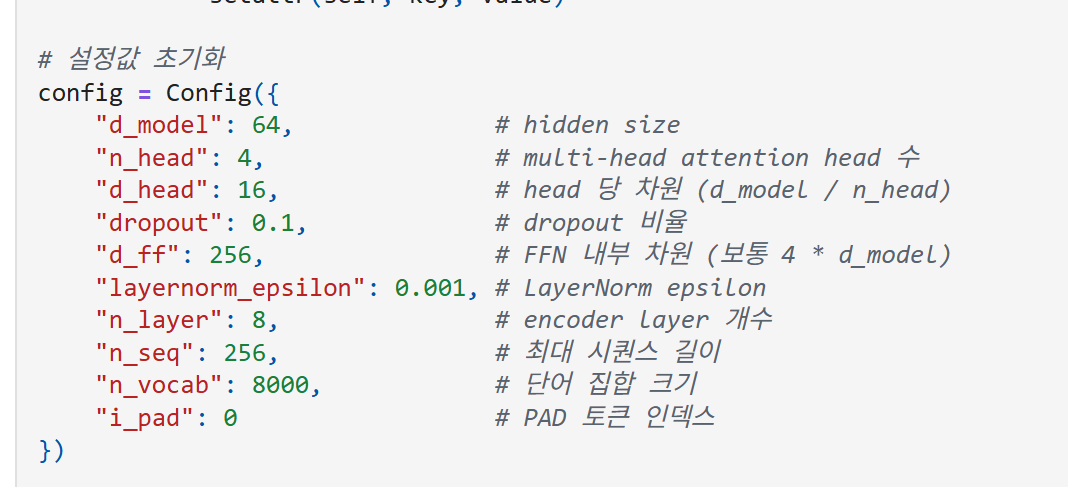 setattr(self, key, value)
# 설정값 초기화
config = Config({
"d_model": 64, # hidden size
"n_head": 4, # multi-head attention head 수
"d_head": 16, # head 당 차원 (d_model / n_head)
"dropout": 0.1, # dropout 비율
"d_ff": 256, # FFN 내부 차원 (보통 4 * d_model)
"layernorm_epsilon": 0.001, # LayerNorm epsilon
"n_layer": 8, # encoder layer 개수
"n_seq": 256, # 최대 시퀀스 길이
"n_vocab": 8000, # 단어 집합 크기
"i_pad": 0 # PAD 토큰 인덱스
})